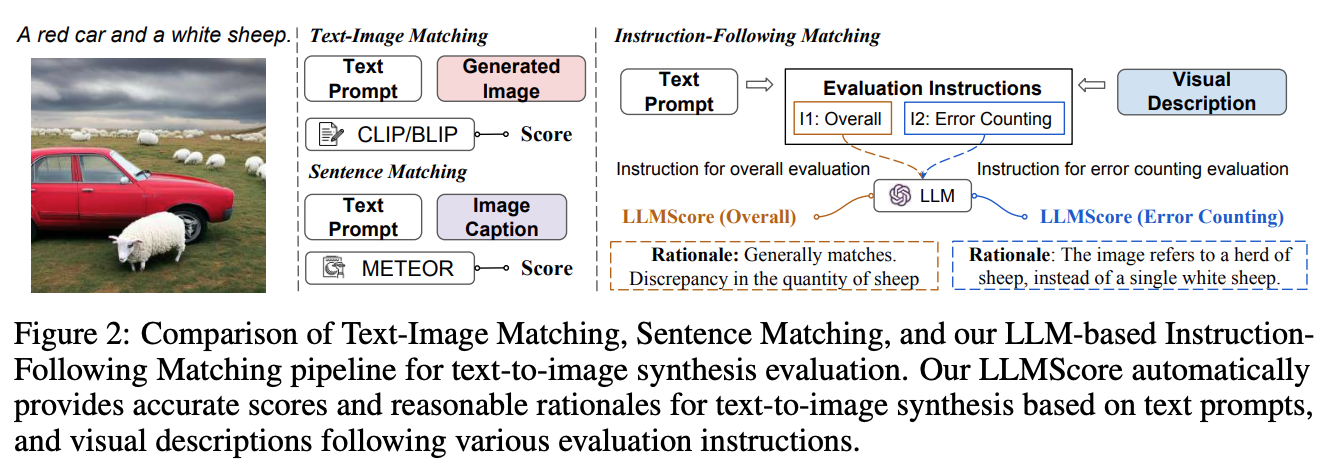 A red car and a white sheep.
Text-Image Matching
Text
Prompt
Generated
Image
CLIP/BLIP
Score
Sentence Matching
Text
Prompt
Image
Caption
METEOR
Score
Instruction-Following Matching
Text
Prompt
Evaluation Instructions
I1: Overall
I2: Error Counting
Visual
Description
Instruction for overall evaluation
Instruction for error counting evaluation
LLM
LLMScore (Overall)
LLMScore (Error Counting)
Rationale: Generally matches.
Discrepancy in the quantity of sheep
Rationale: The image refers to a herd of
sheep, instead of a single white sheep.
Figure 2: Comparison of Text-Image Matching, Sentence Matching, and our LLM-based Instruction-
Following Matching pipeline for text-to-image synthesis evaluation. Our LLMScore automatically
provides accurate scores and reasonable rationales for text-to-image synthesis based on text prompts,
and visual descriptions following various evaluation instructions.